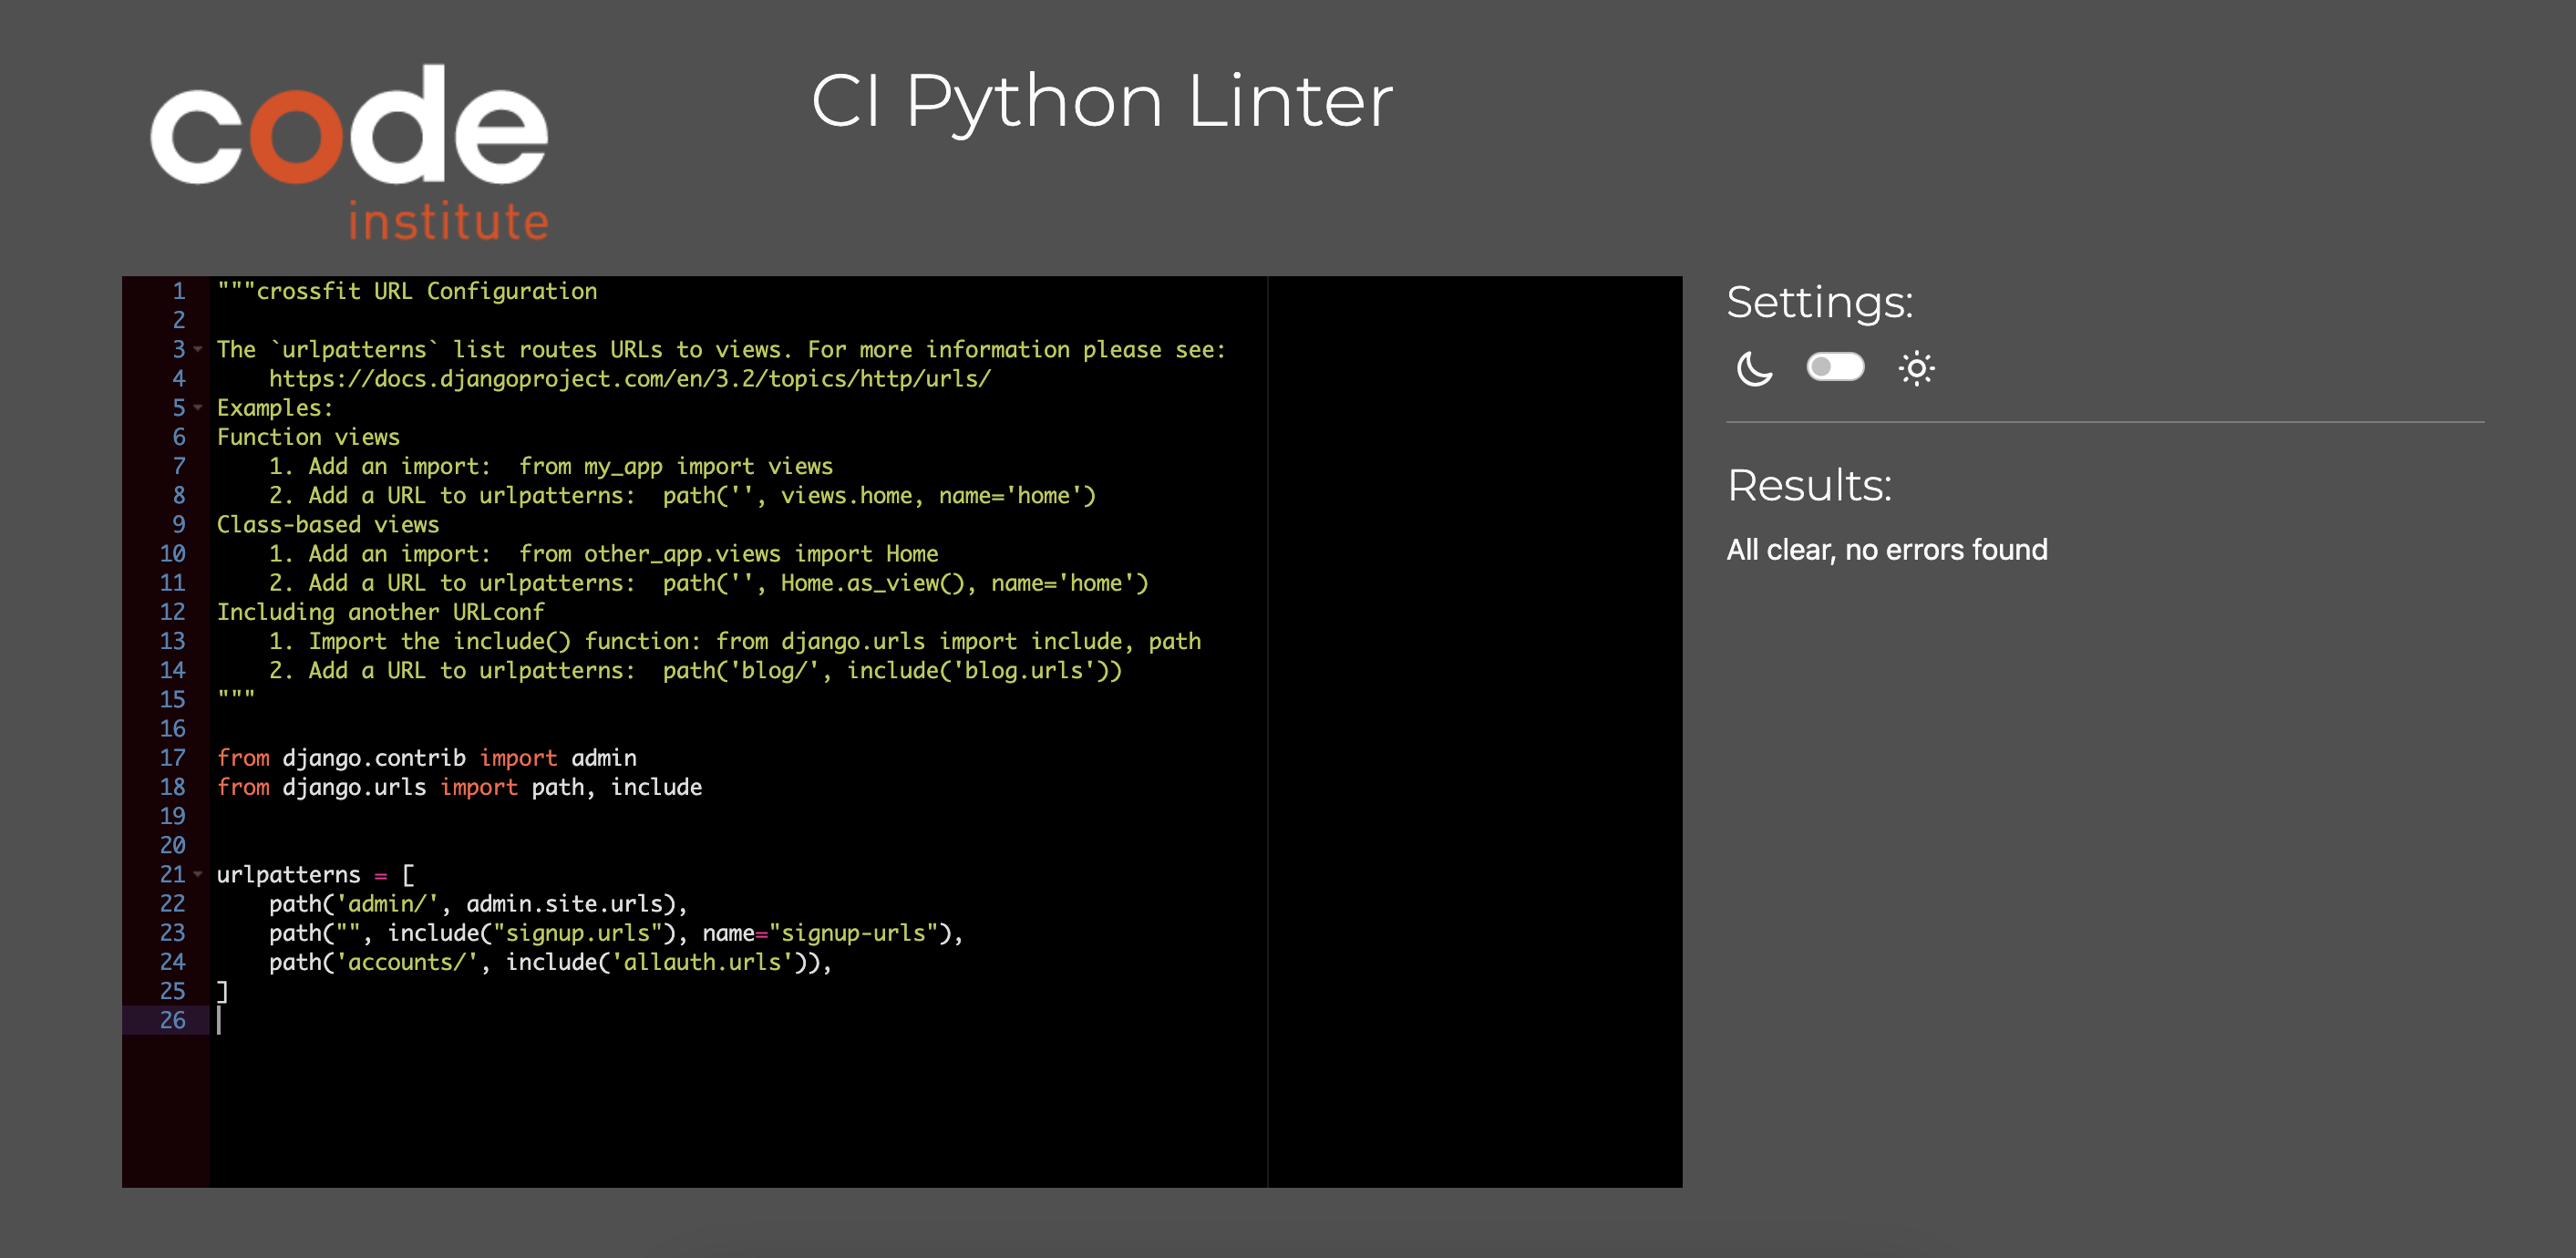 code
institute
CI Python Linter
1 """crossfit URL Configuration
2
3 The `urlpatterns` list routes URLs to views. For more information please see:
4     https://docs.djangoproject.com/en/3.2/topics/http/urls/
5 Examples:
6 Function views
7     1. Add an import:  from my_app import views
8     2. Add a URL to urlpatterns:  path('', views.home, name='home')
9 Class-based views
10     1. Add an import:  from other_app.views import Home
11     2. Add a URL to urlpatterns:  path('', Home.as_view(), name='home')
12 Including another URLconf
13     1. Import the include() function: from django.urls import include, path
14     2. Add a URL to urlpatterns:  path('blog/', include('blog.urls'))
15 """
16
17 from django.contrib import admin
18 from django.urls import path, include
19
20
21 urlpatterns = [
22     path('admin/', admin.site.urls),
23     path("", include("signup.urls"), name="signup-urls"),
24     path('accounts/', include('allauth.urls')),
25 ]
26
Settings:
Results:
All clear, no errors found